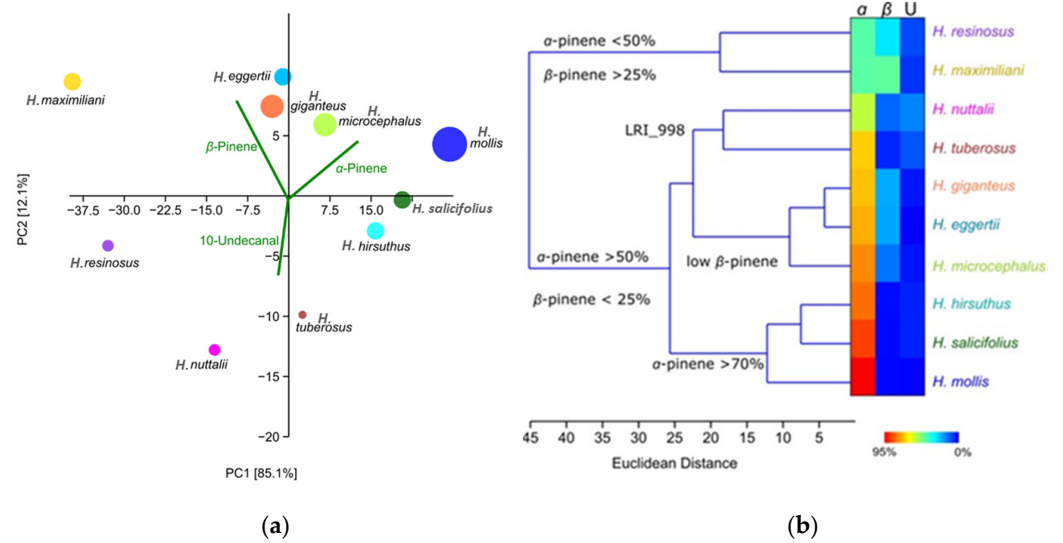 H. eggertii
H. maximiliani
H.
giganteus
H.
microcephalus
H.
mollis
5
β-Pinene
α-Pinene
−37.5 −30.0 −22.5 −15.0 −7.5 7.5 15.0
H. salicifolius
PC2 [12.1%]
10-Undecanal
H. hirsuthus
H.resinosus
−5
−10
H.
tuberosus
H. nuttalii
−15
−20
PC1 [85.1%]
(a)
α β U
α-pinene <50%
β-pinene >25%
LRI_998
low β-pinene
α-pinene >50%
β-pinene < 25%
α-pinene >70%
H. resinosus
H. maximiliani
H. nuttalii
H. tuberosus
H. giganteus
H. eggertii
H. microcephalus
H. hirsuthus
H. salicifolius
H. mollis
45 40 35 30 25 20 15 10 5
Euclidean Distance
95% 0%
(b)